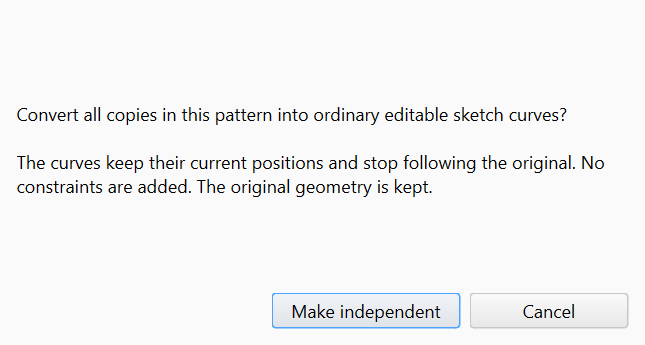 Convert all copies in this pattern into ordinary editable sketch curves?
The curves keep their current positions and stop following the original. No
constraints are added. The original geometry is kept.
Make independent
Cancel